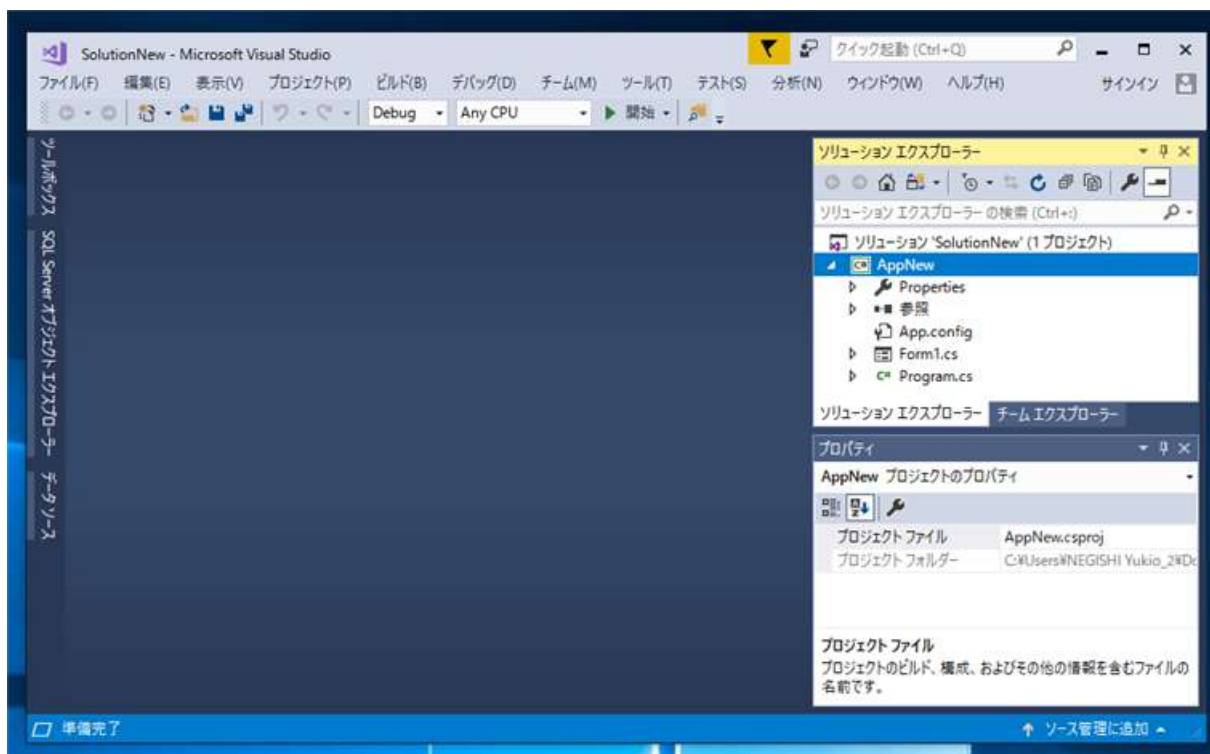 SolutionNew - Microsoft Visual Studio
クイック起動 (Ctrl+Q)
ファイル(F) 編集(E) 表示(V) プロジェクト(P) ビルド(B) デバッグ(D) チーム(M) ツール(T) テスト(S) 分析(N) ウィンドウ(W) ヘルプ(H) サインイン
Debug Any CPU 開始
ツールボックス
SQL Server オブジェクト エクスプローラー
データ ソース
ソリューション エクスプローラー
ソリューション エクスプローラー の検索 (Ctrl+:)
ソリューション 'SolutionNew' (1 プロジェクト)
AppNew
Properties
参照
App.config
Form1.cs
Program.cs
ソリューション エクスプローラー チーム エクスプローラー
プロパティ
AppNew プロジェクトのプロパティ
プロジェクト ファイル AppNew.csproj
プロジェクト フォルダー C:¥Users¥NEGISHI Yukio_2¥Dc
プロジェクト ファイル
プロジェクトのビルド、構成、およびその他の情報を含むファイルの
名前です。
準備完了
ソース管理に追加